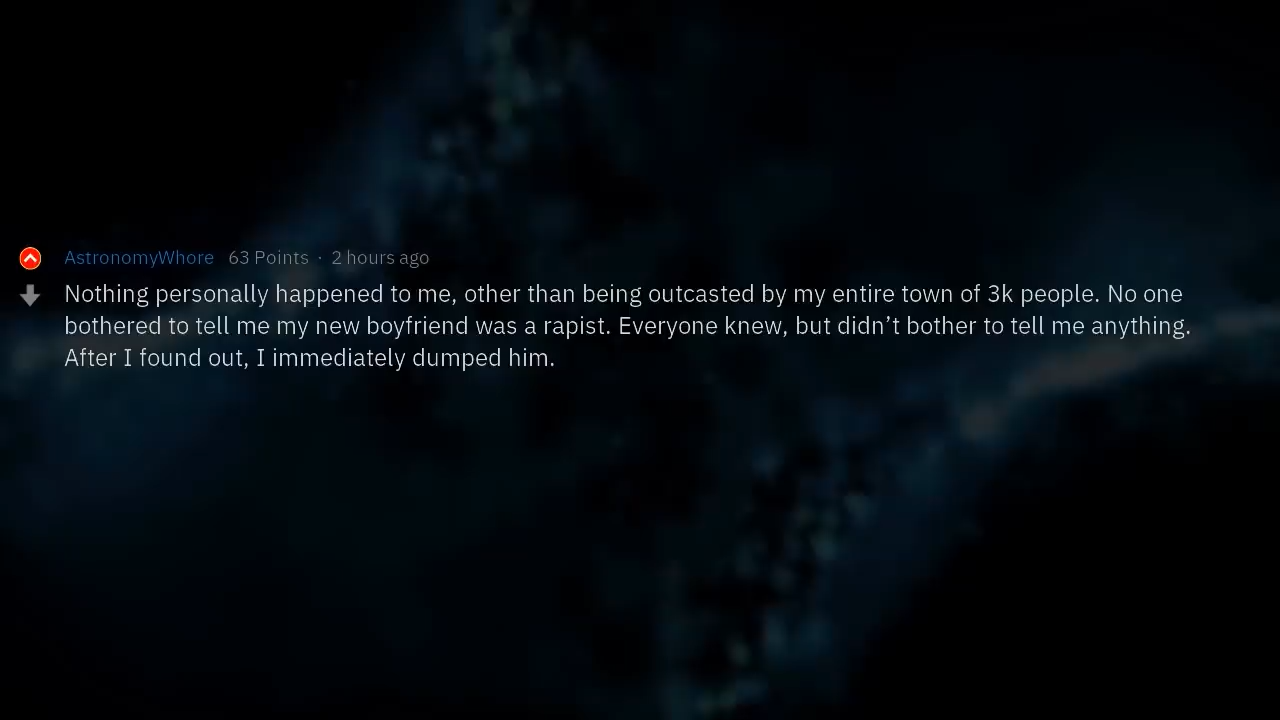 AstronomyWhore 63 Points · 2 hours ago
Nothing personally happened to me, other than being outcasted by my entire town of 3k people. No one
bothered to tell me my new boyfriend was a rapist. Everyone knew, but didn’t bother to tell me anything.
After I found out, I immediately dumped him.